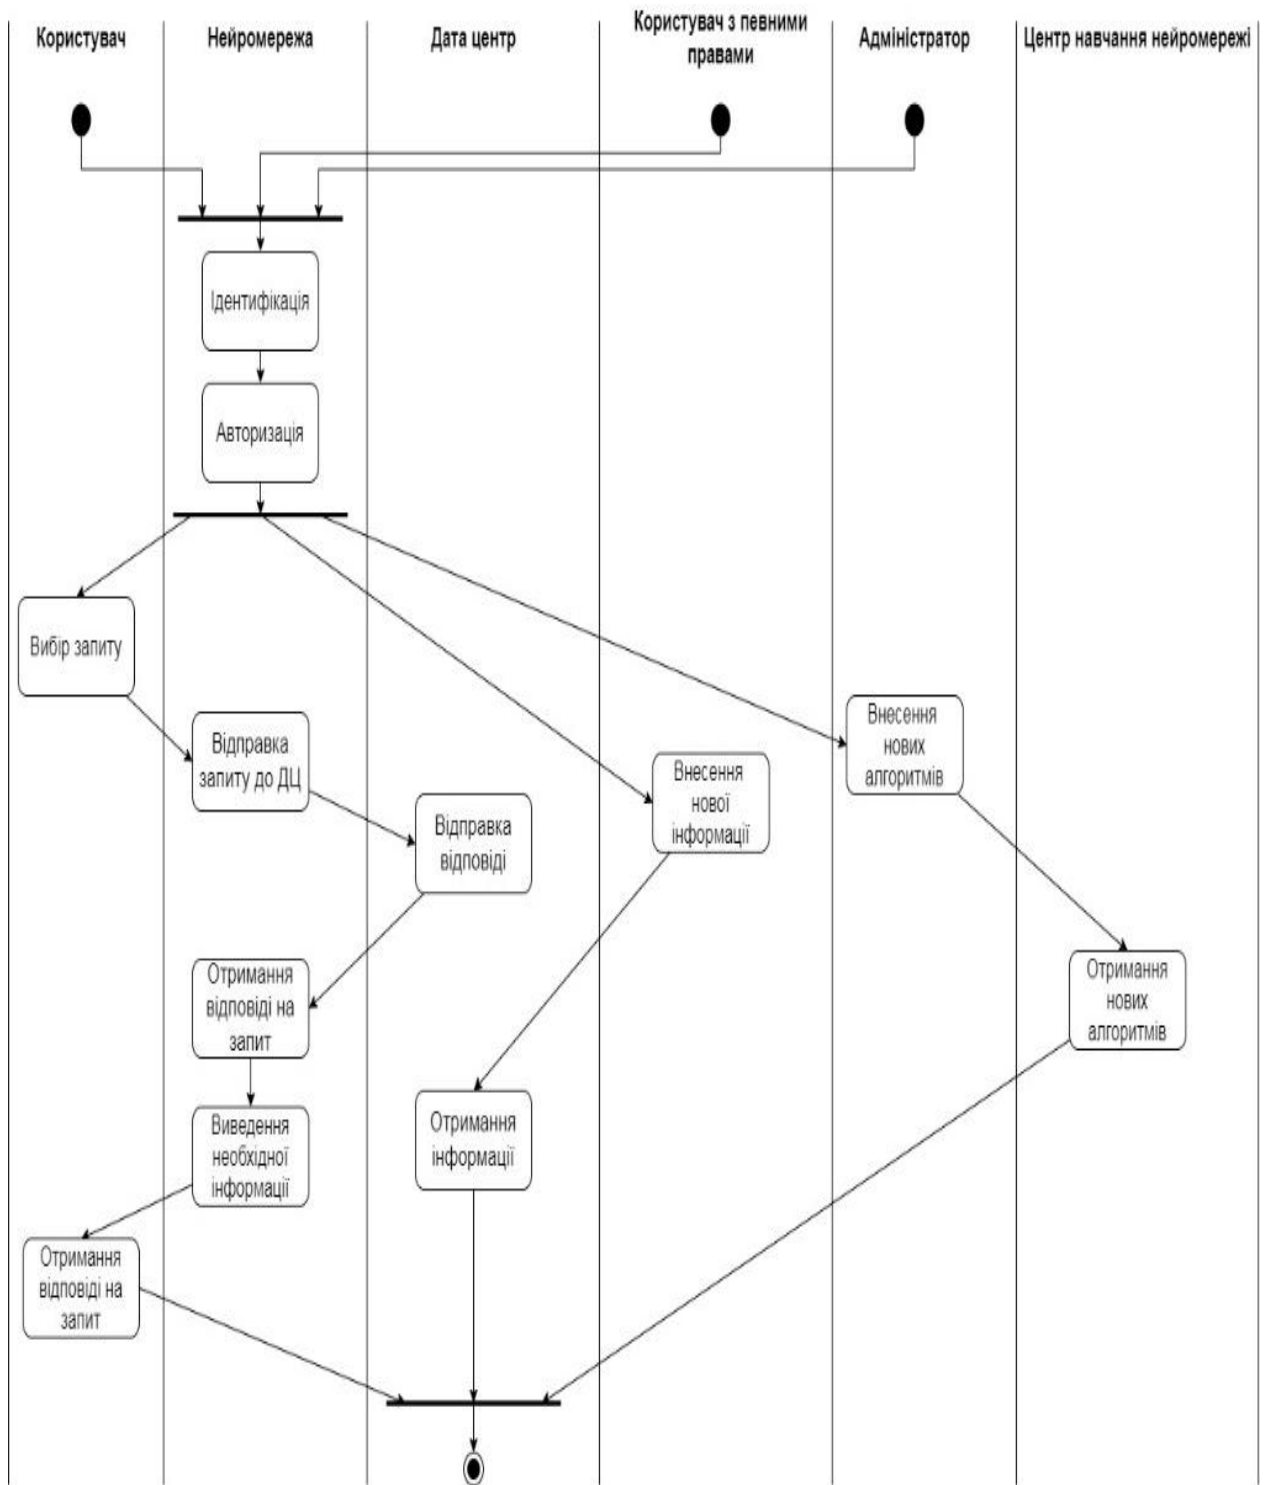 Користувач
Нейромережа
Дата центр
Користувач з певними
правами
Адміністратор
Центр навчання нейромережі
Ідентифікація
Авторизація
Вибір запиту
Відправка
запиту до ДЦ
Відправка
відповіді
Внесення
нової
інформації
Внесення
нових
алгоритмів
Отримання
відповіді на
запит
Отримання
нових
алгоритмів
Виведення
необхідної
інформації
Отримання
інформації
Отримання
відповіді на
запит